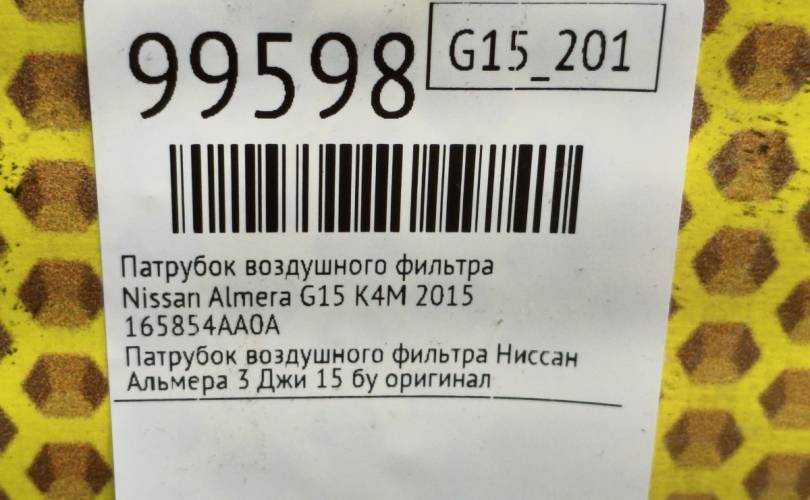 99598
G15_201
Патрубок воздушного фильтра
Nissan Almera G15 K4M 2015
165854AA0A
Патрубок воздушного фильтра Ниссан
Альмера 3 Джи 15 бу оригинал